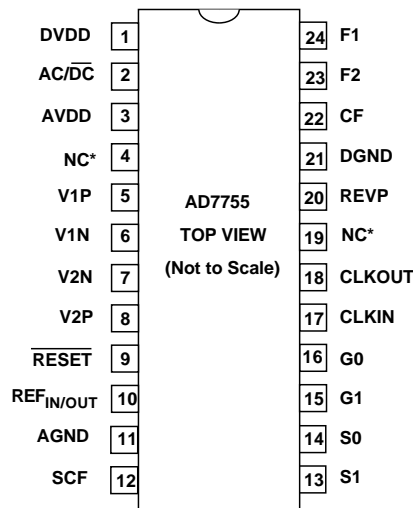 DVDD 1 24 F1
AC/D̅C̅ 2 23 F2
AVDD 3 22 CF
NC* 4 21 DGND
V1P 5 20 REVP
AD7755
V1N 6 19 NC*
TOP VIEW
V2N 7 18 CLKOUT
(Not to Scale)
V2P 8 17 CLKIN
R̅E̅S̅E̅T̅ 9 16 G0
REFIN/OUT 10 15 G1
AGND 11 14 S0
SCF 12 13 S1